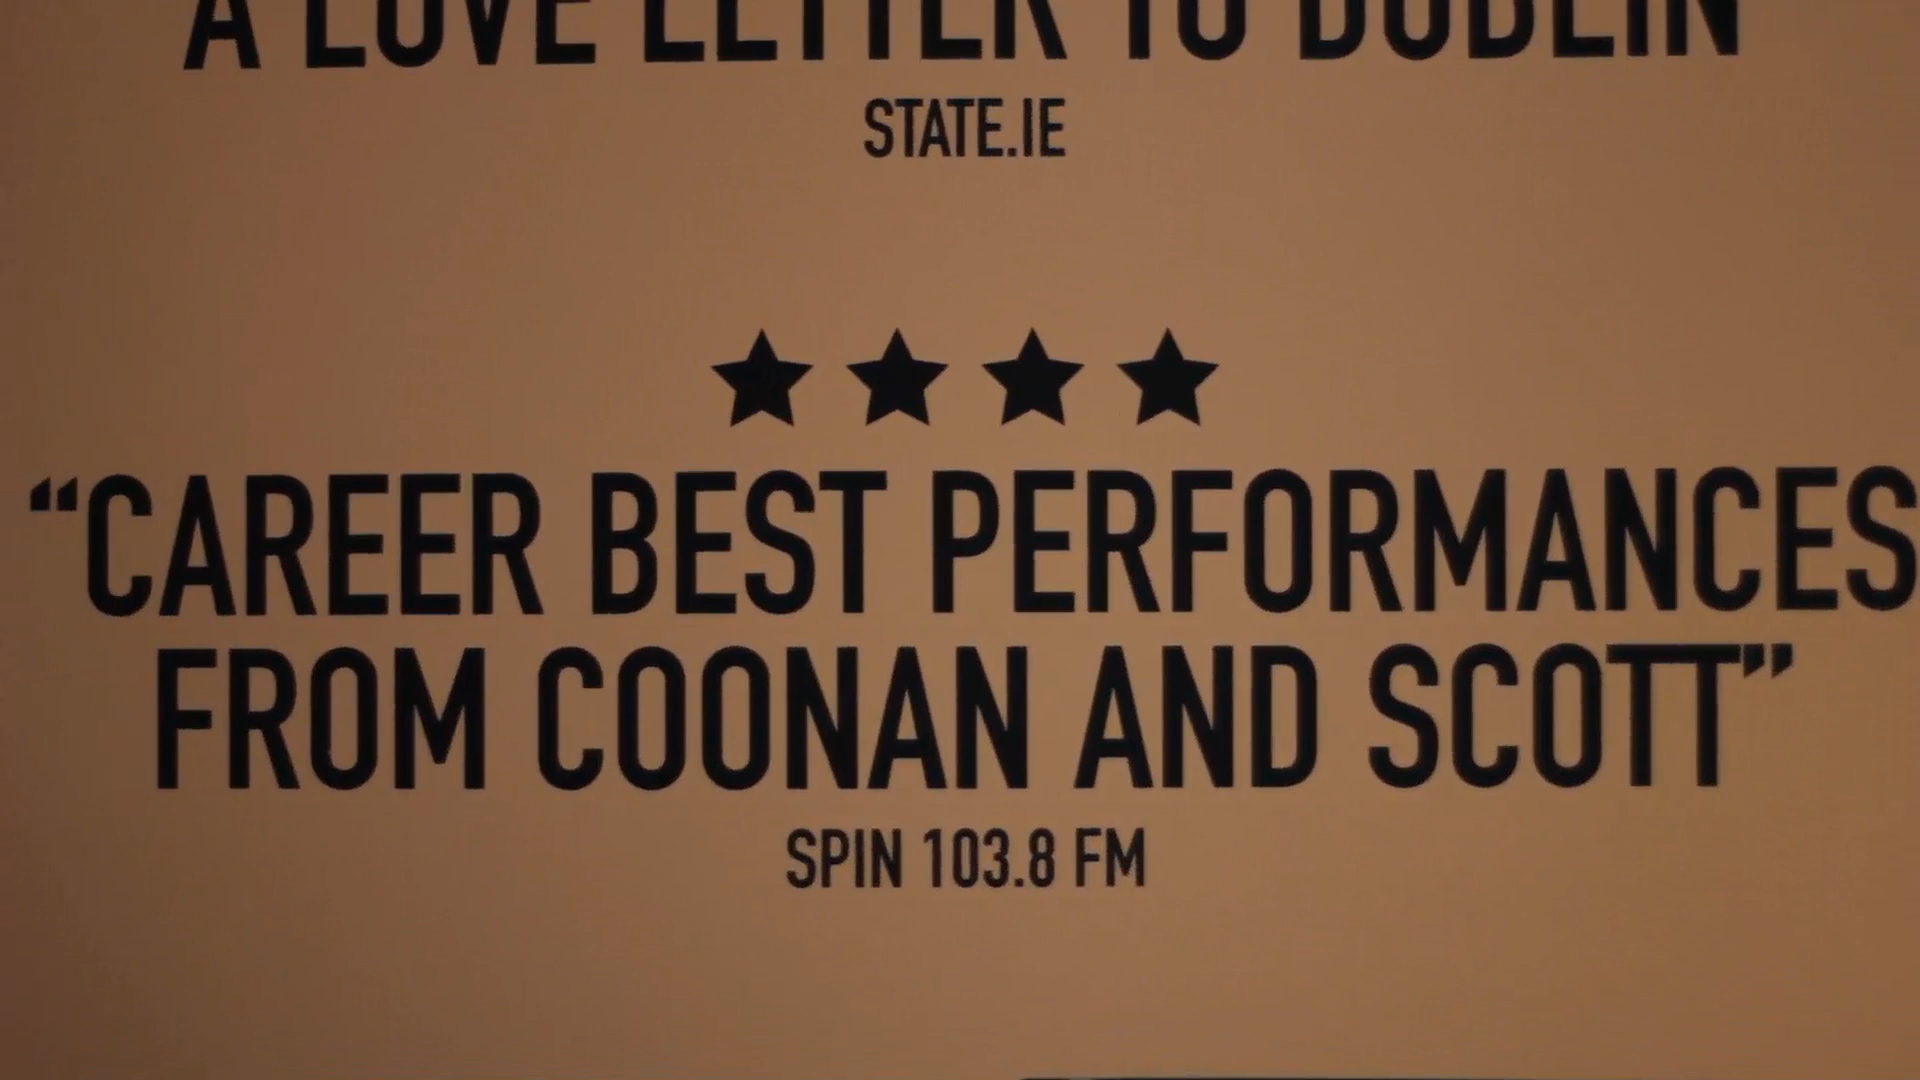 A LOVE LETTER TO DUBLIN
STATE.IE
★ ★ ★ ★
“CAREER BEST PERFORMANCES
FROM COONAN AND SCOTT”
SPIN 103.8 FM